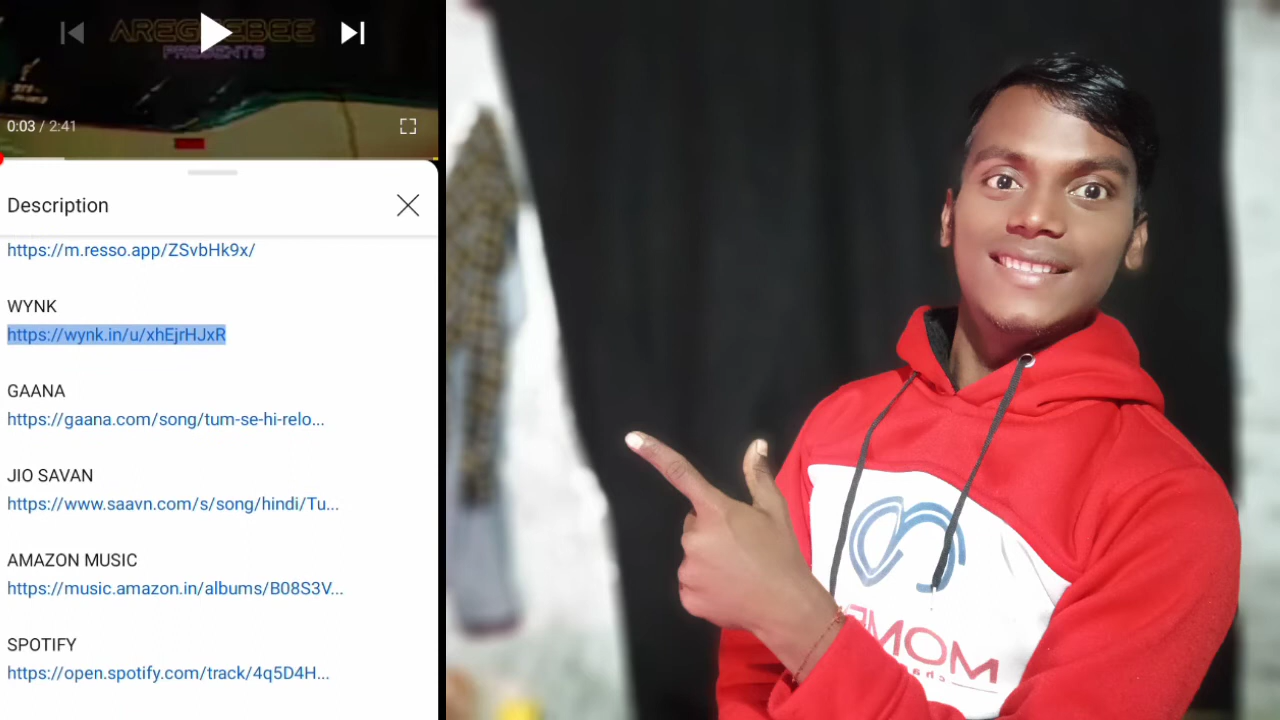 AREGEEBEE
PRESENTS
0:03 / 2:41
Description
https://m.resso.app/ZSvbHk9x/
WYNK
https://wynk.in/u/xhEjrHJxR
GAANA
https://gaana.com/song/tum-se-hi-relo...
JIO SAVAN
https://www.saavn.com/s/song/hindi/Tu...
AMAZON MUSIC
https://music.amazon.in/albums/B08S3V...
SPOTIFY
https://open.spotify.com/track/4q5D4H...